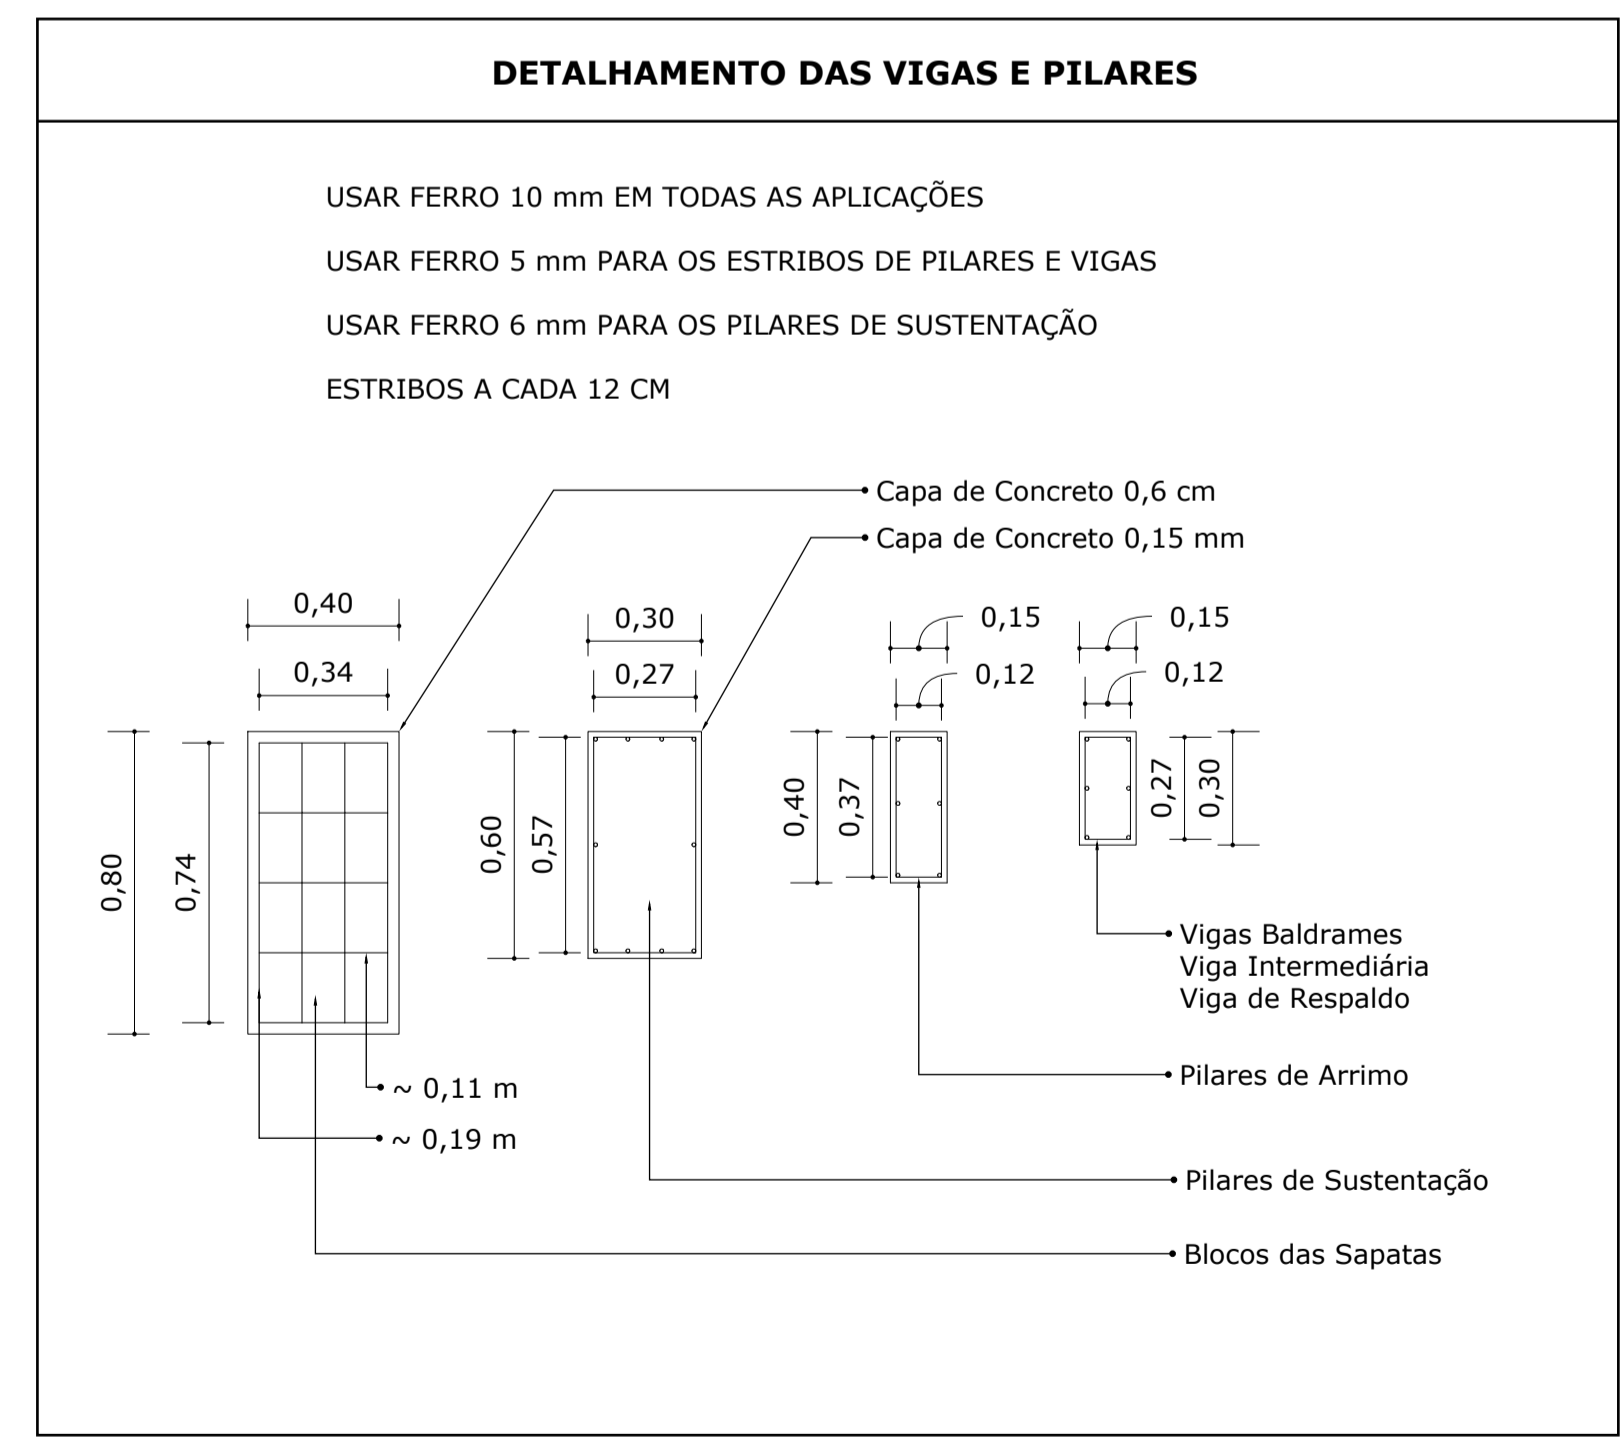 DETALHAMENTO DAS VIGAS E PILARES
USAR FERRO 10 mm EM TODAS AS APLICAÇÕES
USAR FERRO 5 mm PARA OS ESTRIBOS DE PILARES E VIGAS
USAR FERRO 6 mm PARA OS PILARES DE SUSTENTAÇÃO
ESTRIBOS A CADA 12 CM
Capa de Concreto 0,6 cm
Capa de Concreto 0,15 mm
0,40
0,34
0,80
0,74
~ 0,11 m
~ 0,19 m
0,30
0,27
0,60
0,57
0,15
0,12
0,40
0,37
0,15
0,12
0,27
0,30
Vigas Baldrames
Viga Intermediária
Viga de Respaldo
Pilares de Arrimo
Pilares de Sustentação
Blocos das Sapatas